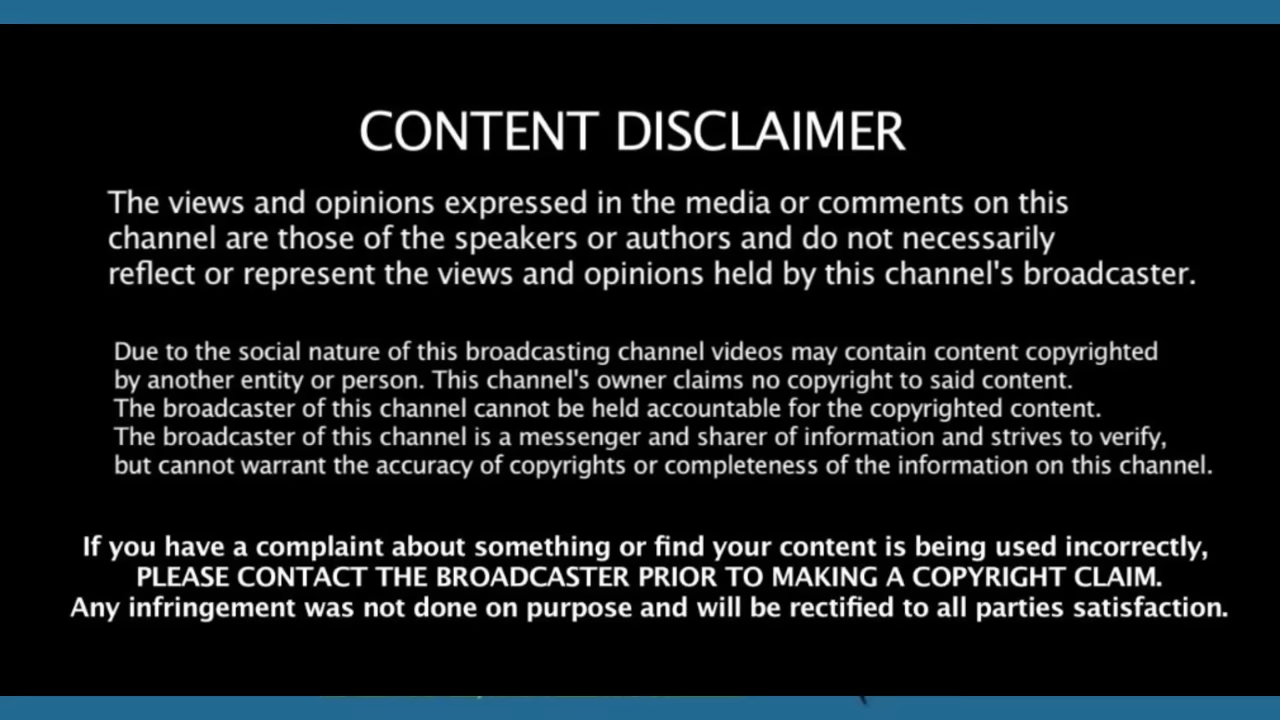 CONTENT DISCLAIMER
The views and opinions expressed in the media or comments on this
channel are those of the speakers or authors and do not necessarily
reflect or represent the views and opinions held by this channel's broadcaster.
Due to the social nature of this broadcasting channel videos may contain content copyrighted
by another entity or person. This channel's owner claims no copyright to said content.
The broadcaster of this channel cannot be held accountable for the copyrighted content.
The broadcaster of this channel is a messenger and sharer of information and strives to verify,
but cannot warrant the accuracy of copyrights or completeness of the information on this channel.
If you have a complaint about something or find your content is being used incorrectly,
PLEASE CONTACT THE BROADCASTER PRIOR TO MAKING A COPYRIGHT CLAIM.
Any infringement was not done on purpose and will be rectified to all parties satisfaction.